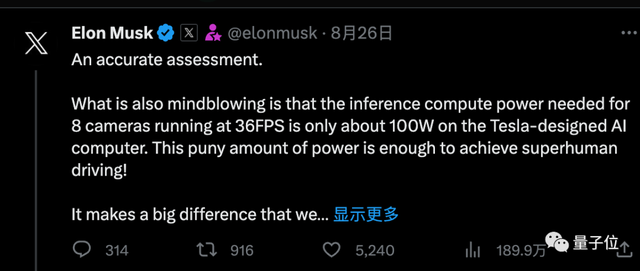 Elon Musk @elonmusk · 8月26日
An accurate assessment.
What is also mindblowing is that the inference compute power needed for
8 cameras running at 36FPS is only about 100W on the Tesla-designed AI
computer. This puny amount of power is enough to achieve superhuman
driving!
It makes a big difference that we... 显示更多
314 916 5,240 189.9万
量子位